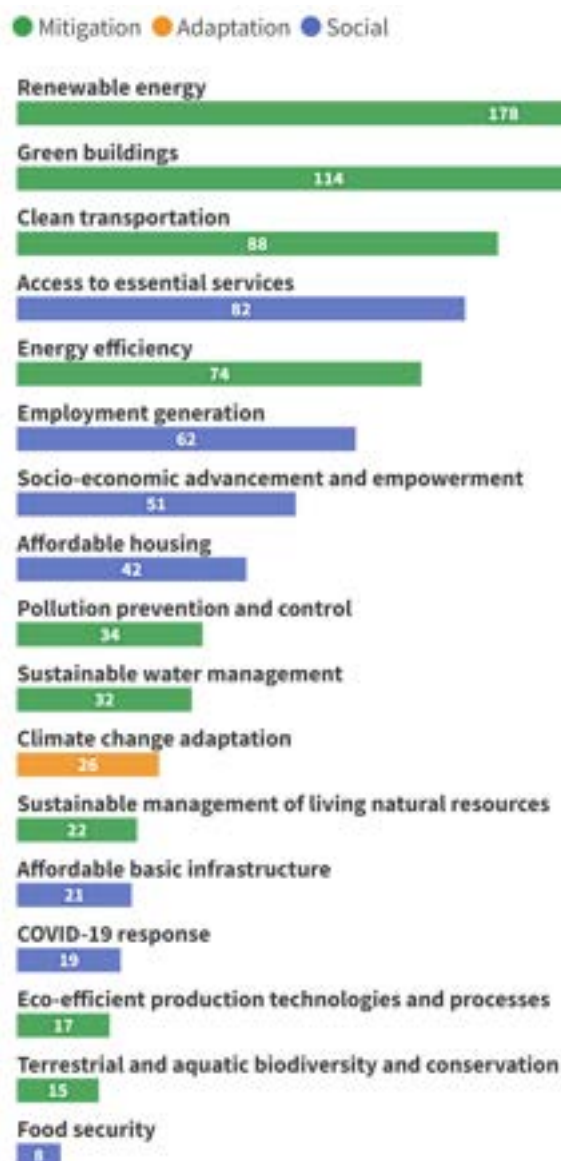 Mitigation Adaptation Social
Renewable energy
178
Green buildings
114
Clean transportation
88
Access to essential services
82
Energy efficiency
74
Employment generation
62
Socio-economic advancement and empowerment
51
Affordable housing
42
Pollution prevention and control
34
Sustainable water management
32
Climate change adaptation
26
Sustainable management of living natural resources
22
Affordable basic infrastructure
21
COVID-19 response
19
Eco-efficient production technologies and processes
17
Terrestrial and aquatic biodiversity and conservation
15
Food security
8